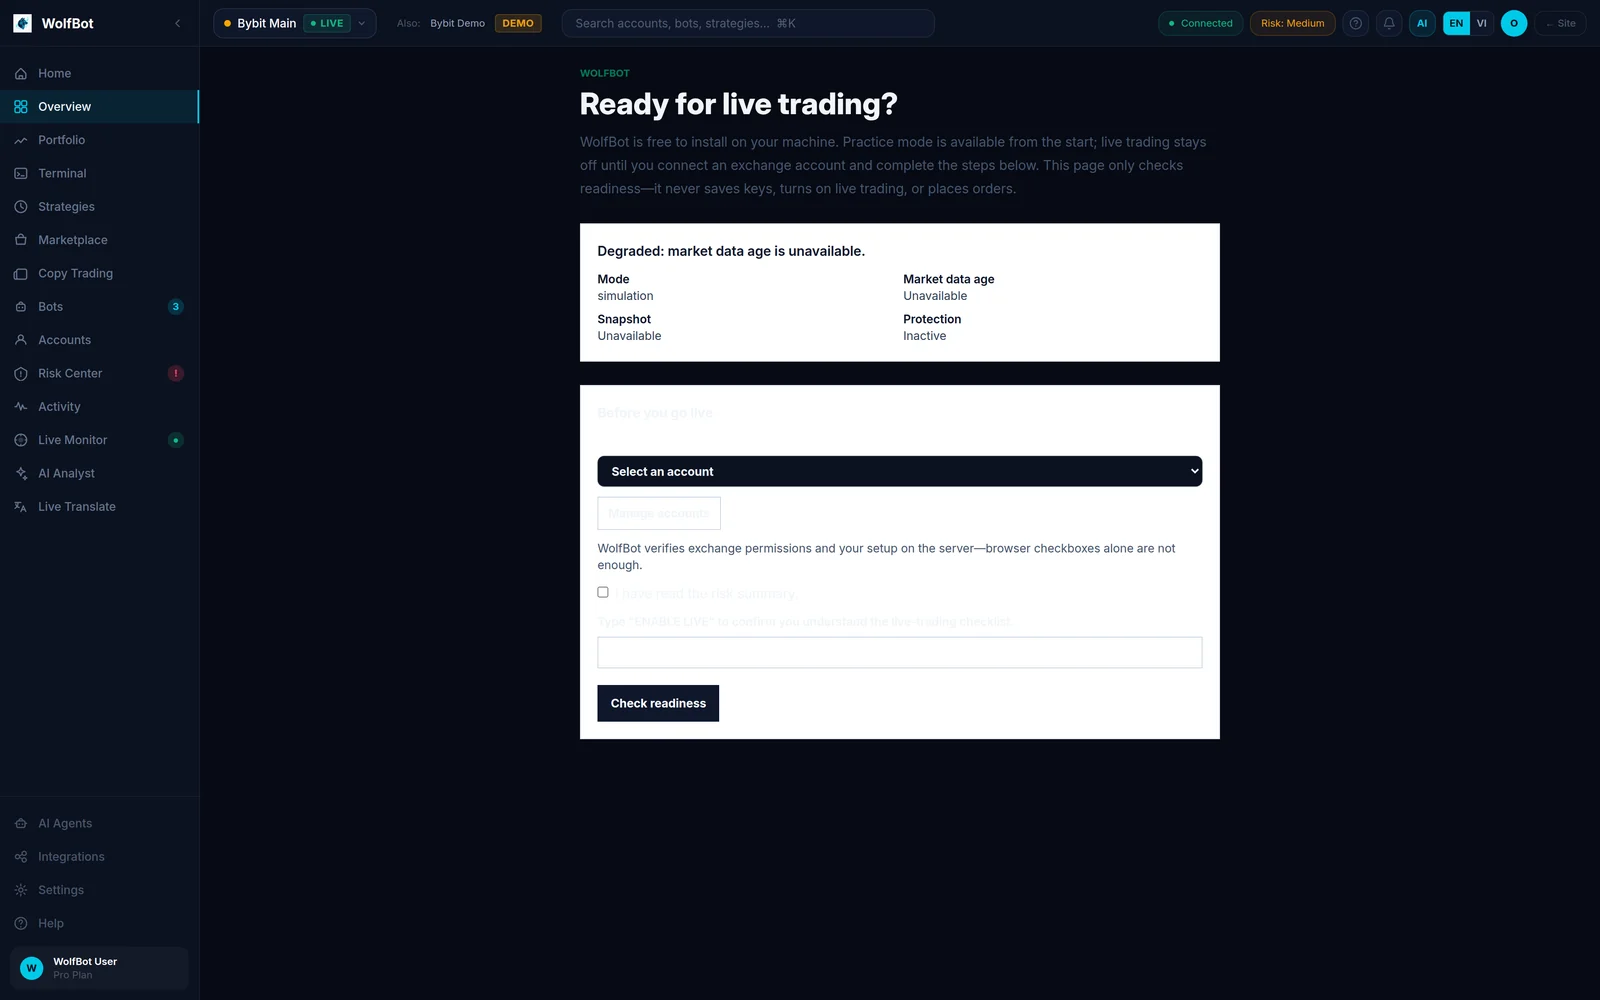 WolfBot
Bybit Main
LIVE
Also: Bybit Demo DEMO
Search accounts, bots, strategies... ⌘K
Connected
Risk: Medium
AI
EN VI
O
← Site
Home
Overview
Portfolio
Terminal
Strategies
Marketplace
Copy Trading
Bots 3
Accounts
Risk Center !
Activity
Live Monitor
AI Analyst
Live Translate
AI Agents
Integrations
Settings
Help
W
WolfBot User
Pro Plan
WOLFBOT
Ready for live trading?
WolfBot is free to install on your machine. Practice mode is available from the start; live trading stays
off until you connect an exchange account and complete the steps below. This page only checks
readiness—it never saves keys, turns on live trading, or places orders.
Degraded: market data age is unavailable.
Mode
simulation
Market data age
Unavailable
Snapshot
Unavailable
Protection
Inactive
Before you go live
Select an account
Manage accounts
WolfBot verifies exchange permissions and your setup on the server—browser checkboxes alone are not
enough.
I have read the risk summary.
Type "ENABLE LIVE" to confirm you understand the live-trading checklist.
Check readiness